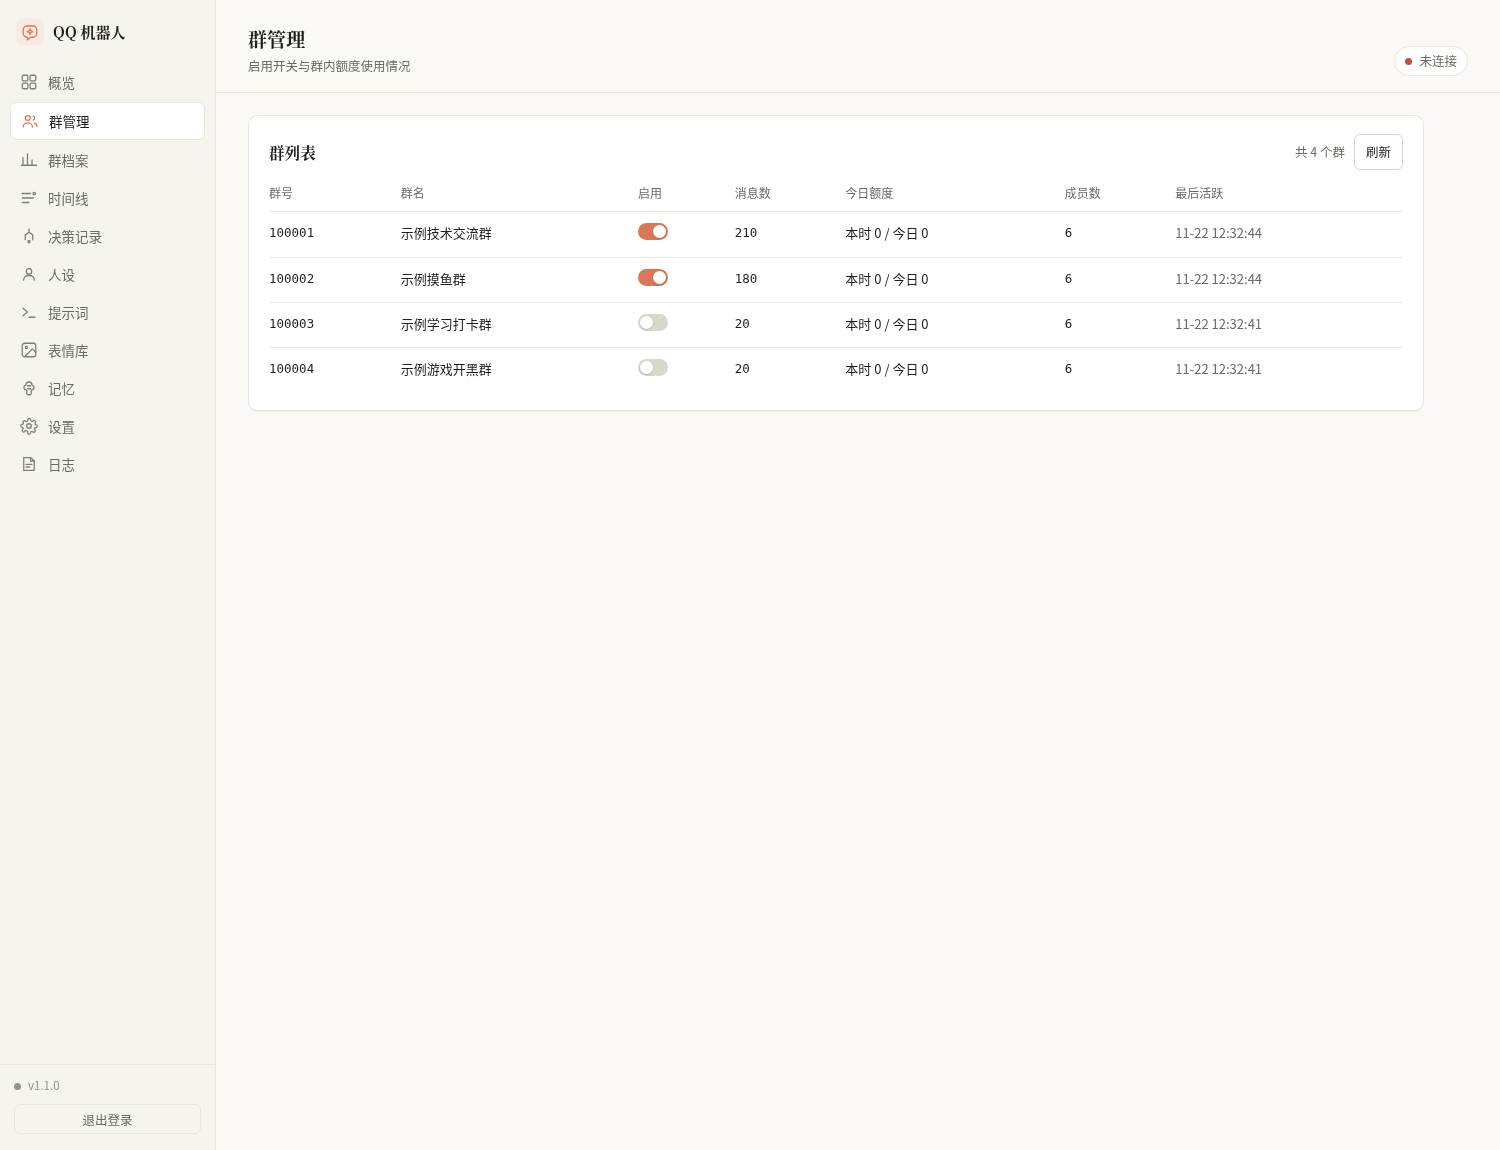 QQ 机器人
概览
群管理
群档案
时间线
决策记录
人设
提示词
表情库
记忆
设置
日志
v1.1.0
退出登录
群管理
启用开关与群内额度使用情况
未连接
群列表
共 4 个群 刷新
群号 群名 启用 消息数 今日额度 成员数 最后活跃
100001 示例技术交流群 210 本时 0 / 今日 0 6 11-22 12:32:44
100002 示例摸鱼群 180 本时 0 / 今日 0 6 11-22 12:32:44
100003 示例学习打卡群 20 本时 0 / 今日 0 6 11-22 12:32:41
100004 示例游戏开黑群 20 本时 0 / 今日 0 6 11-22 12:32:41